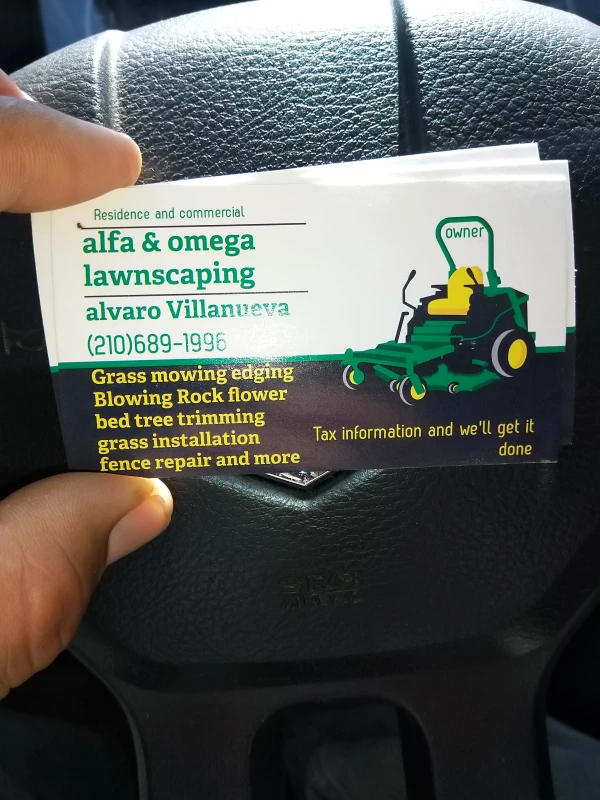 Residence and commercial
alfa & omega
lawnscaping
alvaro Villanueva
(210)689-1996
owner
Grass mowing edging
Blowing Rock flower
bed tree trimming
grass installation
fence repair and more
Tax information and we'll get it
done